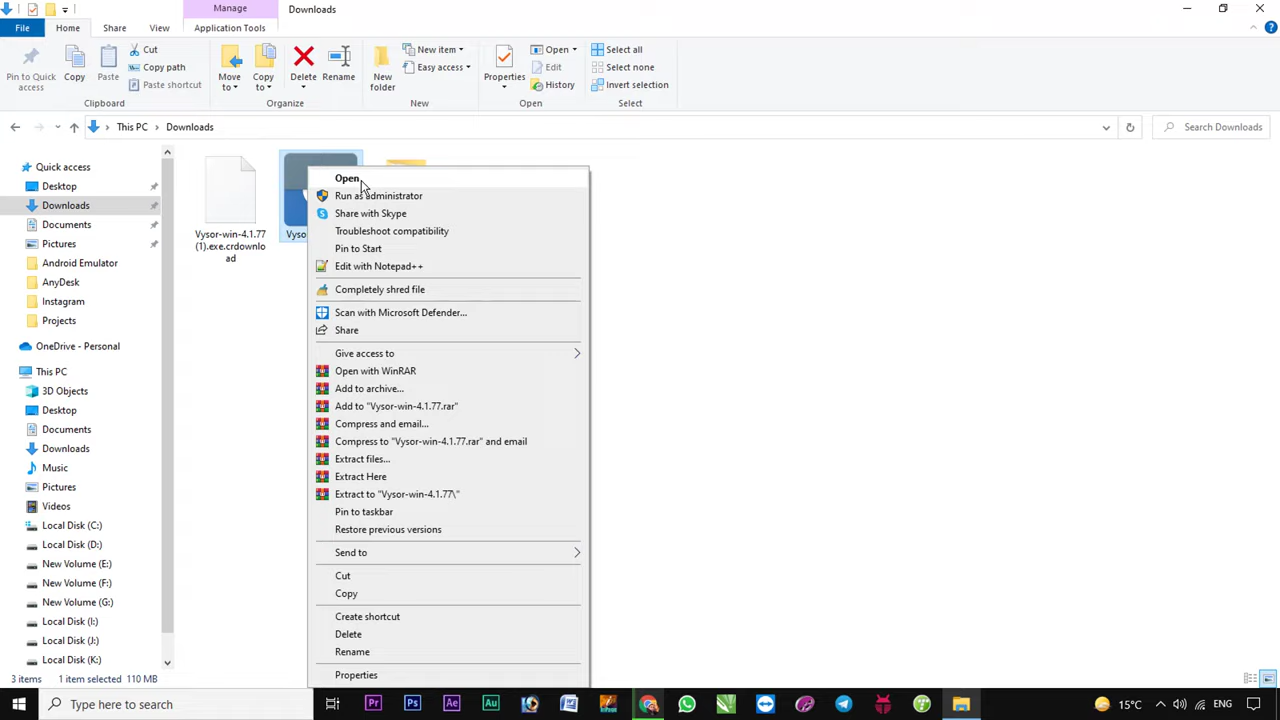 Manage
Downloads
File
Home
Share
View
Application Tools
Pin to Quick access
Copy
Paste
Cut
Copy path
Paste shortcut
Clipboard
Move to
Copy to
Delete
Rename
Organize
New folder
New item
Easy access
New
Properties
Open
Edit
History
Open
Select all
Select none
Invert selection
Select
This PC
Downloads
Search Downloads
Quick access
Desktop
Downloads
Documents
Pictures
Android Emulator
AnyDesk
Instagram
Projects
OneDrive - Personal
This PC
3D Objects
Desktop
Documents
Downloads
Music
Pictures
Videos
Local Disk (C:)
Local Disk (D:)
New Volume (E:)
New Volume (F:)
New Volume (G:)
Local Disk (I:)
Local Disk (J:)
Local Disk (K:)
Vysor-win-4.1.77
(1).exe.crdownlo
ad
Vyso
Open
Run as administrator
Share with Skype
Troubleshoot compatibility
Pin to Start
Edit with Notepad++
Completely shred file
Scan with Microsoft Defender...
Share
Give access to
Open with WinRAR
Add to archive...
Add to "Vysor-win-4.1.77.rar"
Compress and email...
Compress to "Vysor-win-4.1.77.rar" and email
Extract files...
Extract Here
Extract to "Vysor-win-4.1.77\"
Pin to taskbar
Restore previous versions
Send to
Cut
Copy
Create shortcut
Delete
Rename
Properties
3 items
1 item selected 110 MB
Type here to search
Pr
Ps
Ae
Au
15°C
ENG